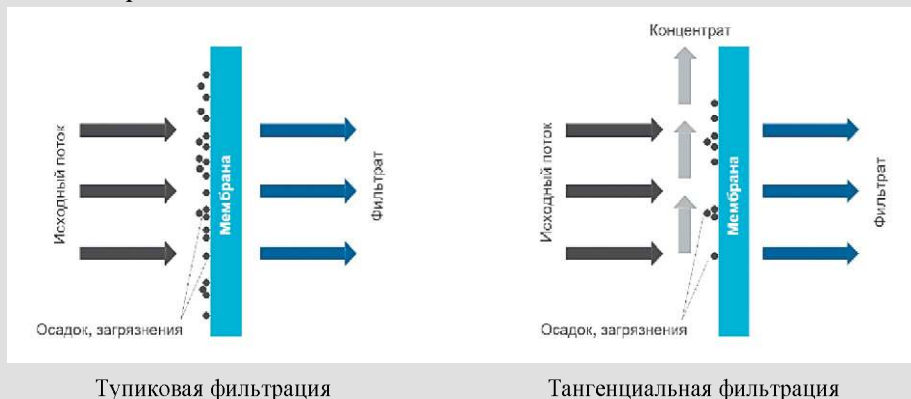 Исходный поток
Мембрана
Фильтрат
Осадок, загрязнения
Концентрат
Исходный поток
Мембрана
Фильтрат
Осадок, загрязнения
Тупиковая фильтрация
Тангенциальная фильтрация